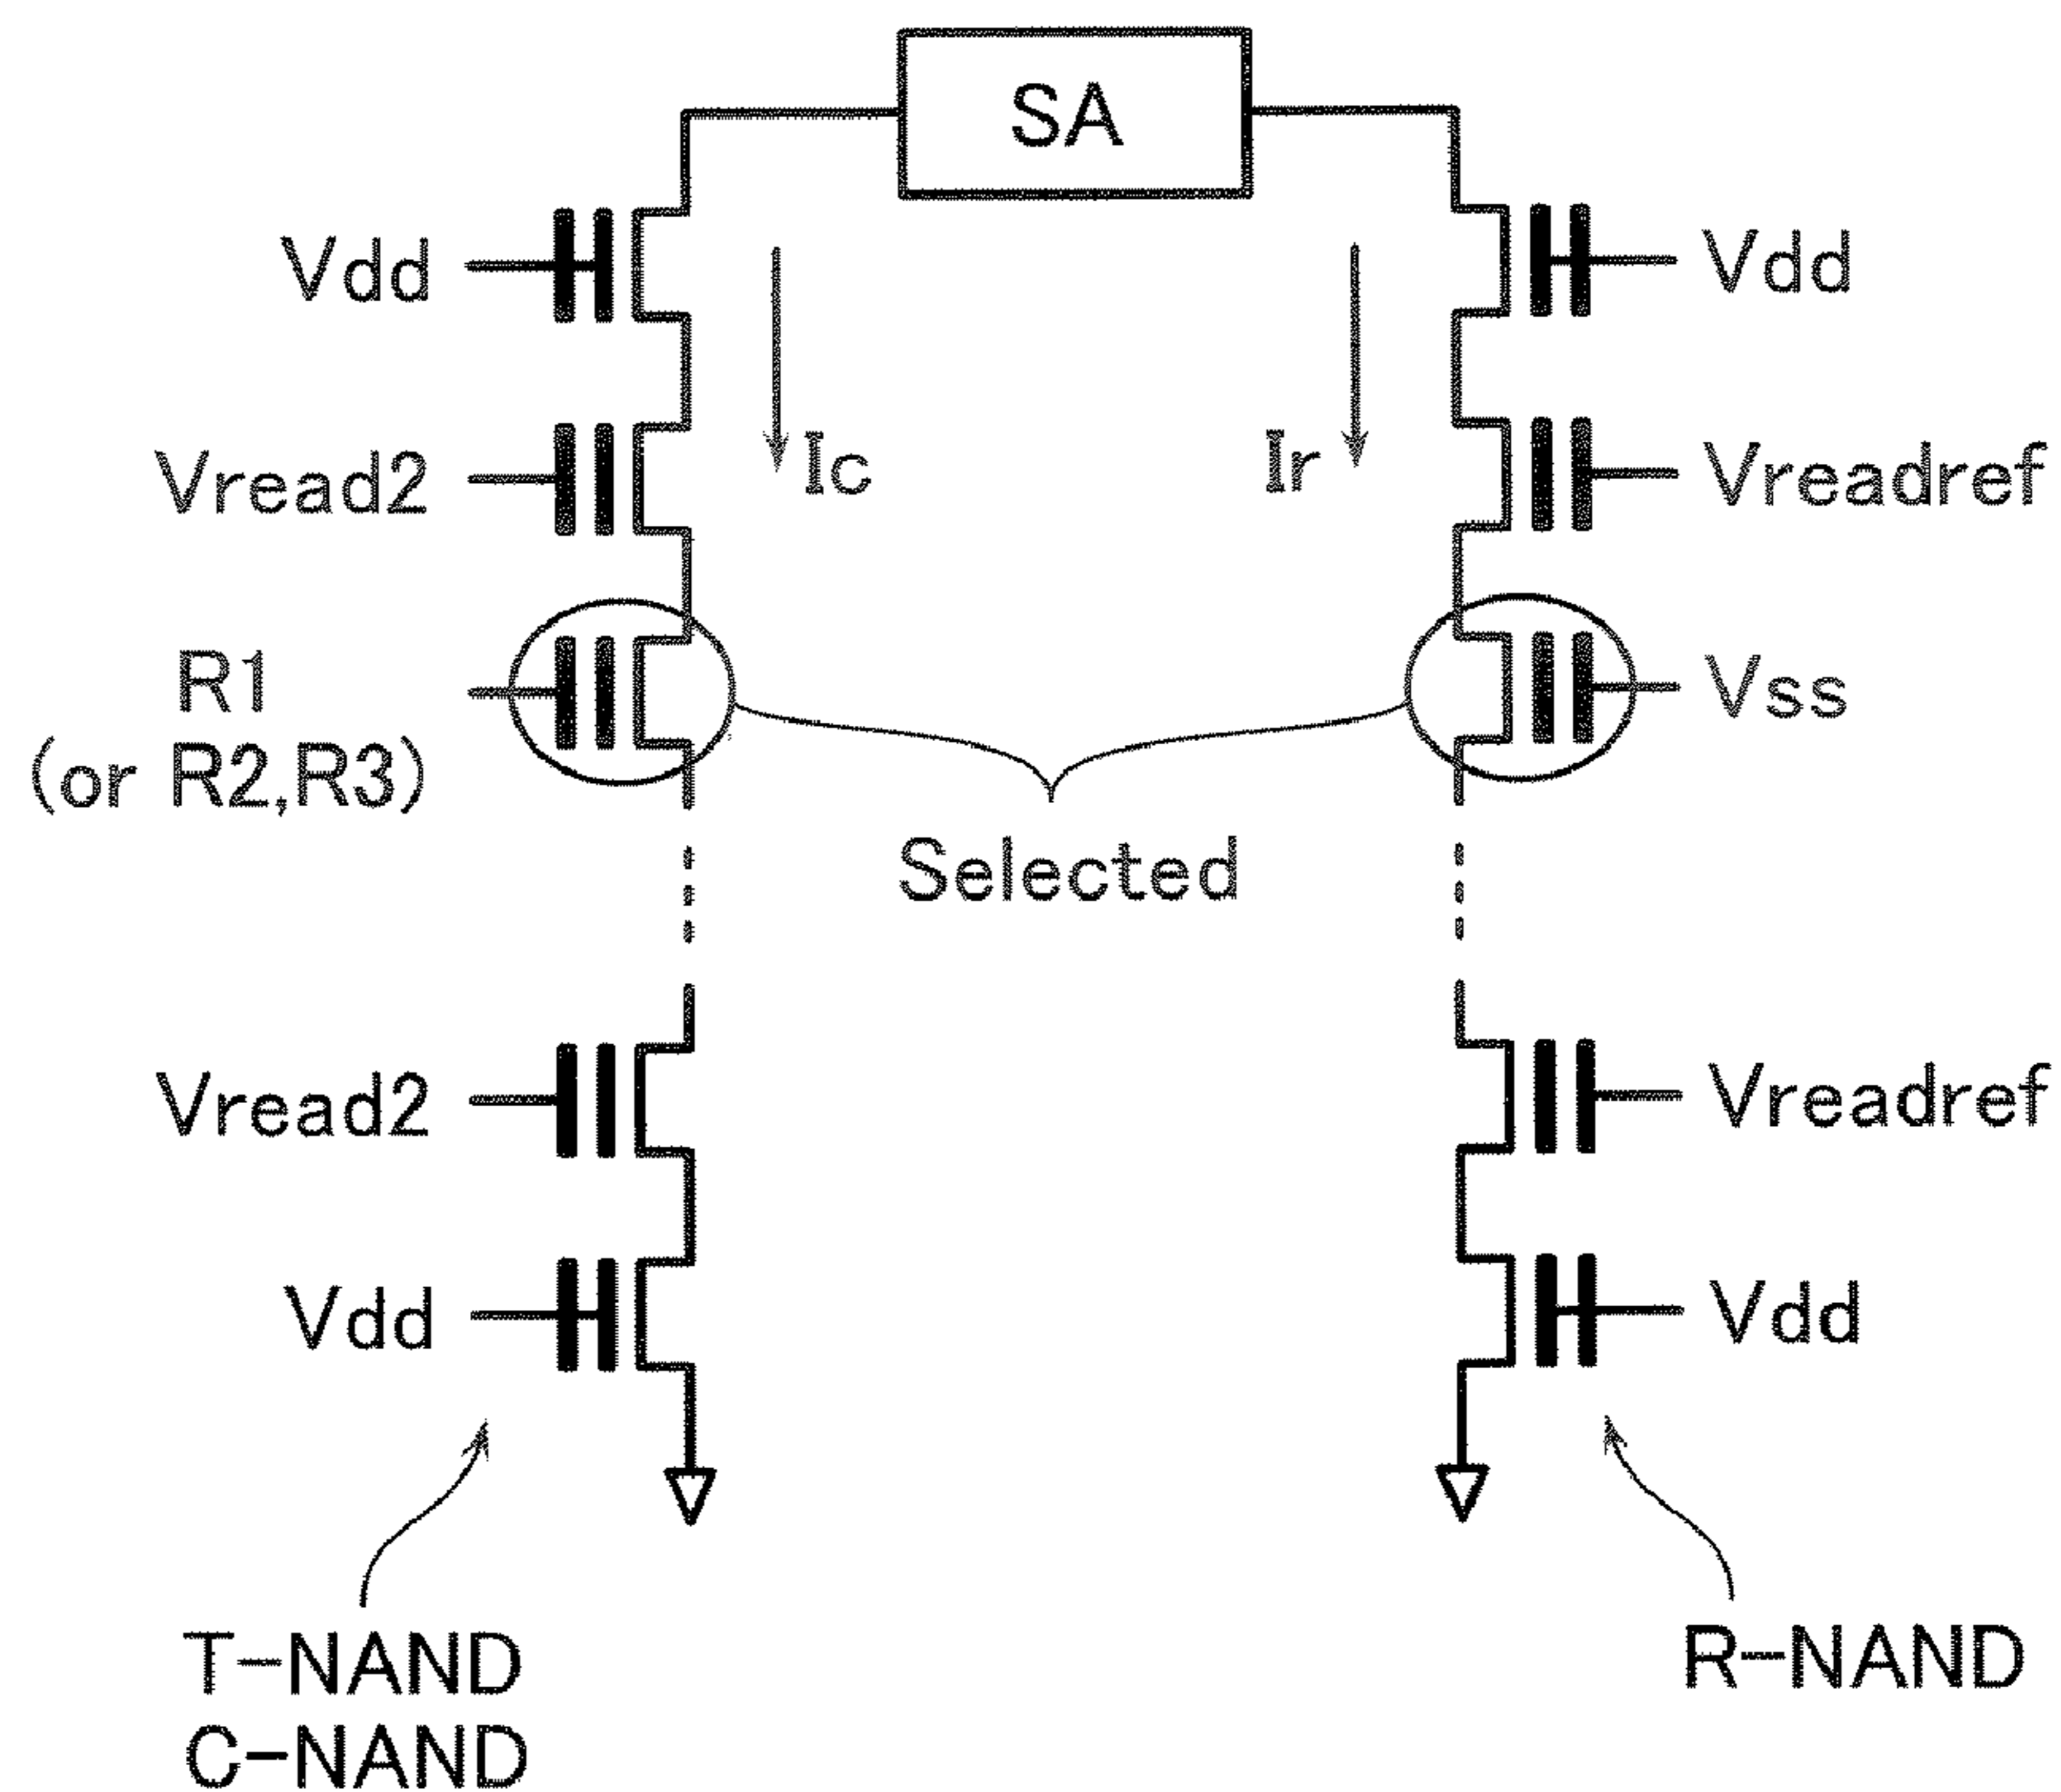 SA
Vdd
Vdd
Vread2
Ic
Ir
Vreadref
R1
(or R2,R3)
Vss
Selected
Vread2
Vreadref
Vdd
Vdd
T-NAND
C-NAND
R-NAND